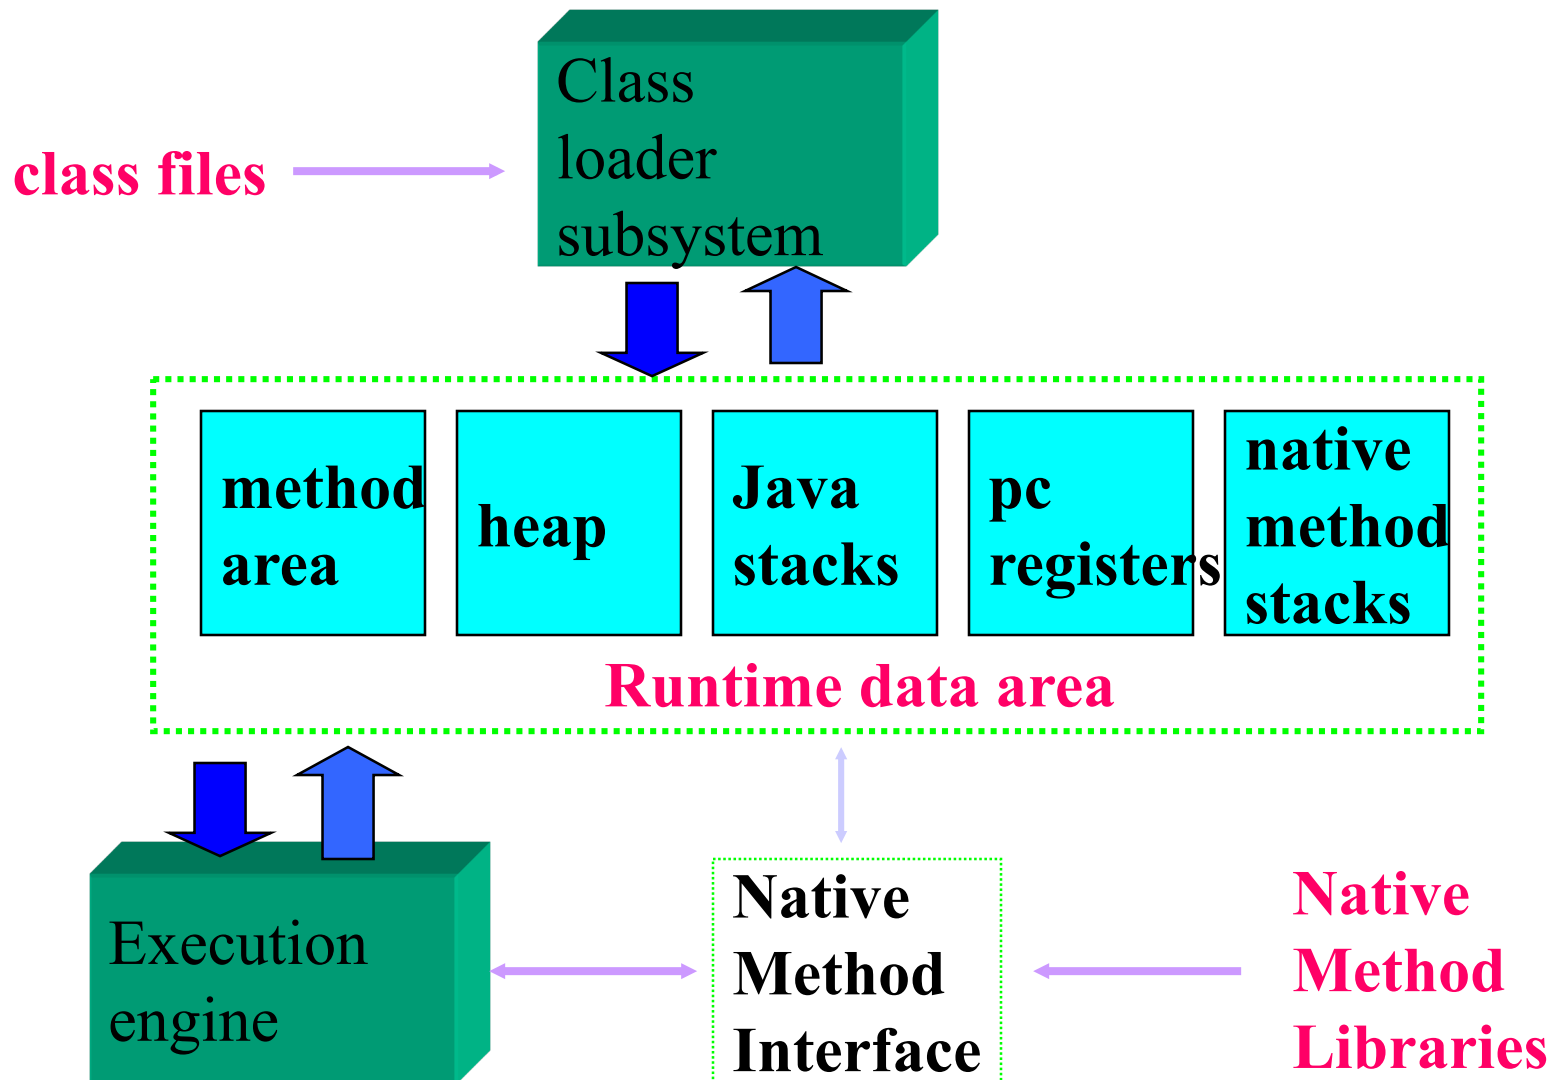 Class
loader
subsystem
class files
method
area
heap
Java
stacks
pc
registers
native
method
stacks
Runtime data area
Execution
engine
Native
Method
Interface
Native
Method
Libraries